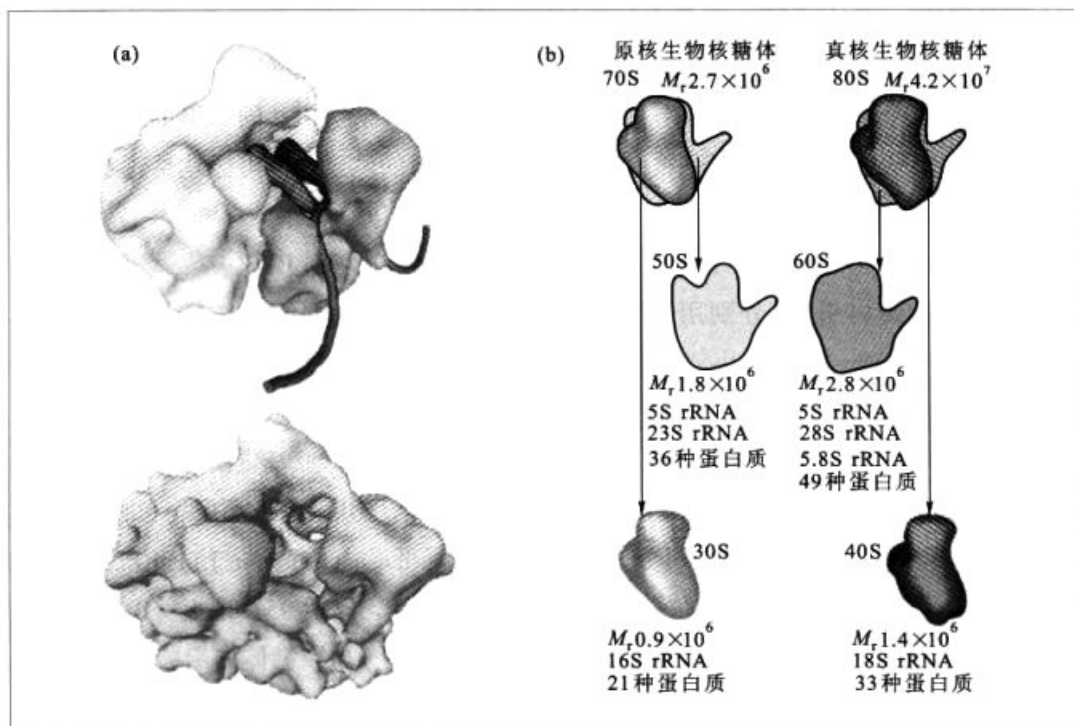 (a)
(b)
原核生物核糖体
70S Mr2.7×10⁶
真核生物核糖体
80S Mr4.2×10⁷
50S
Mr1.8×10⁶
5S rRNA
23S rRNA
36种蛋白质
60S
Mr2.8×10⁶
5S rRNA
28S rRNA
5.8S rRNA
49种蛋白质
30S
Mr0.9×10⁶
16S rRNA
21种蛋白质
40S
Mr1.4×10⁶
18S rRNA
33种蛋白质